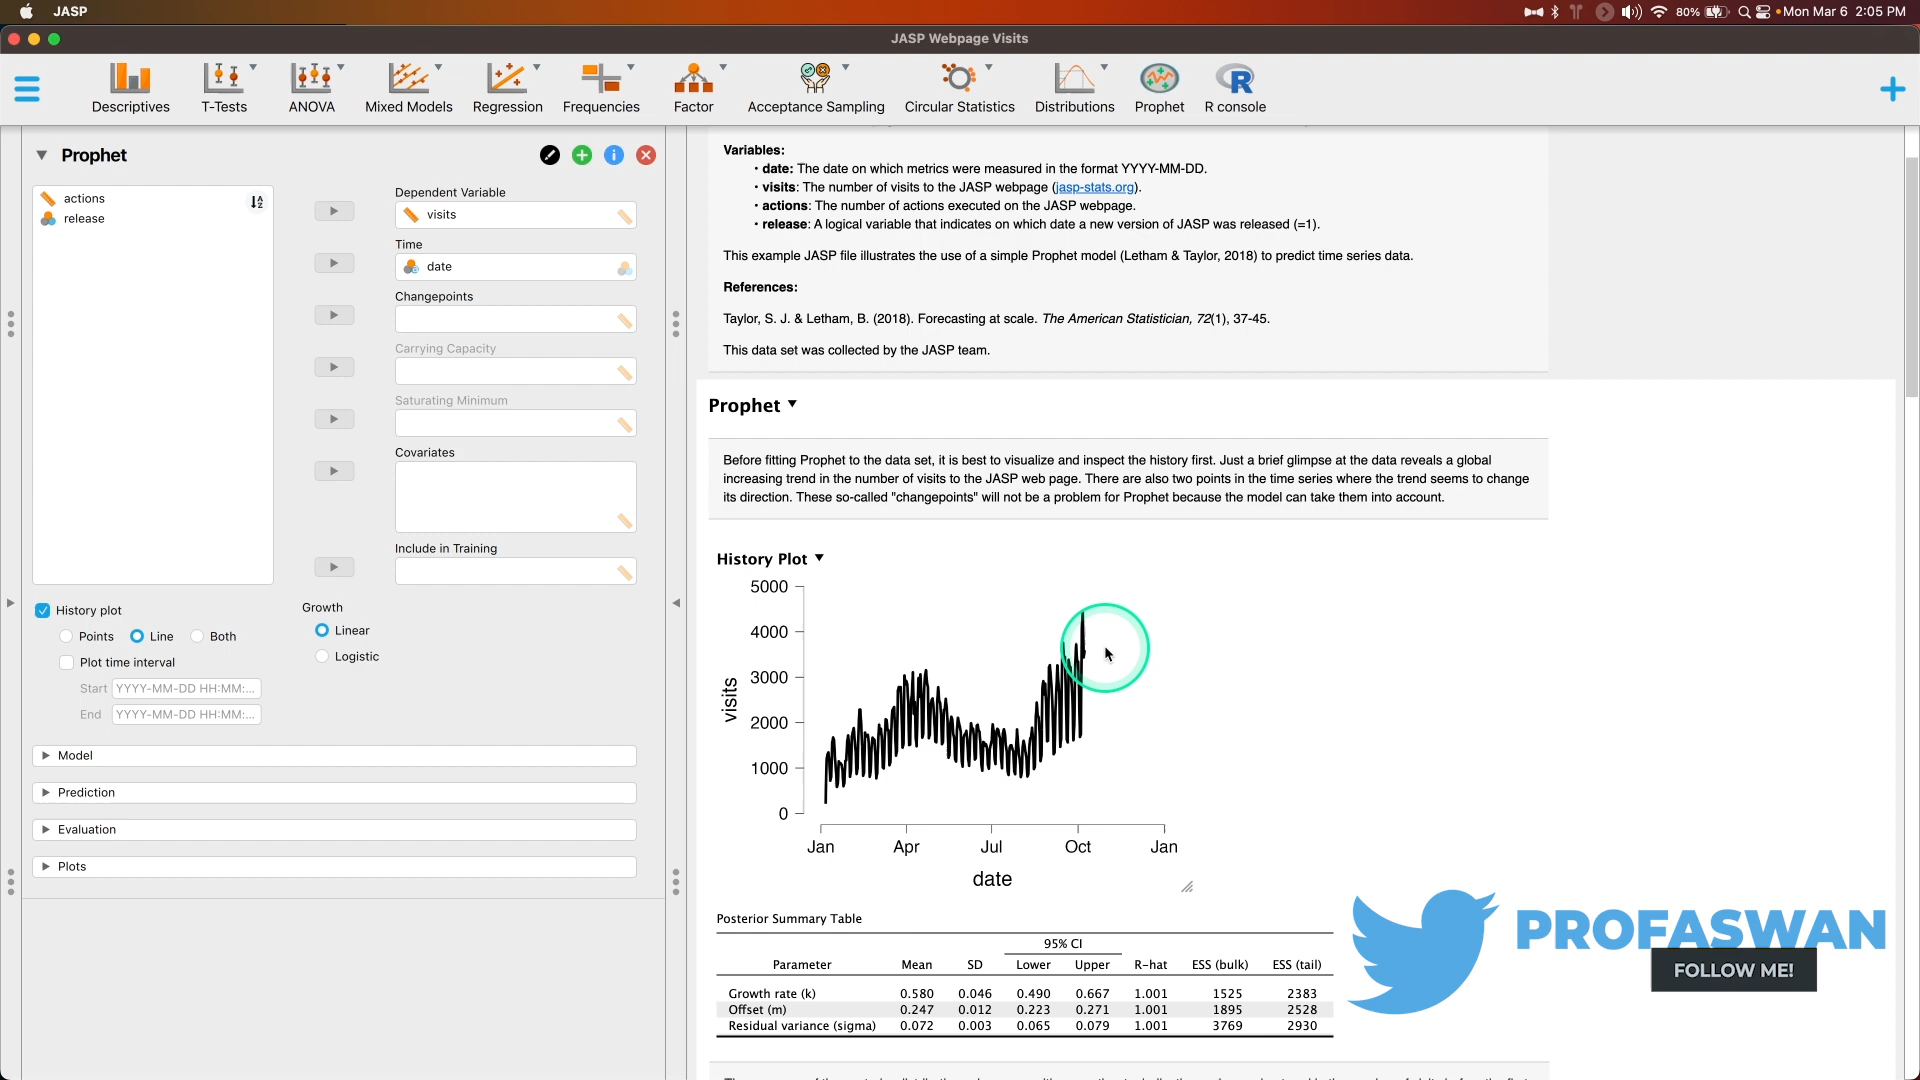 JASP
80%
Mon Mar 6 2:05 PM
JASP Webpage Visits
Descriptives
T-Tests
ANOVA
Mixed Models
Regression
Frequencies
Factor
Acceptance Sampling
Circular Statistics
Distributions
Prophet
R console
Prophet
actions
release
Dependent Variable
visits
Time
date
Changepoints
Carrying Capacity
Saturating Minimum
Covariates
Include in Training
History plot
Points Line Both
Plot time interval
Start YYYY-MM-DD HH:MM:...
End YYYY-MM-DD HH:MM:...
Growth
Linear
Logistic
Model
Prediction
Evaluation
Plots
Variables:
• date: The date on which metrics were measured in the format YYYY-MM-DD.
• visits: The number of visits to the JASP webpage (jasp-stats.org).
• actions: The number of actions executed on the JASP webpage.
• release: A logical variable that indicates on which date a new version of JASP was released (=1).
This example JASP file illustrates the use of a simple Prophet model (Letham & Taylor, 2018) to predict time series data.
References:
Taylor, S. J. & Letham, B. (2018). Forecasting at scale. The American Statistician, 72(1), 37-45.
This data set was collected by the JASP team.
Prophet
Before fitting Prophet to the data set, it is best to visualize and inspect the history first. Just a brief glimpse at the data reveals a global
increasing trend in the number of visits to the JASP web page. There are also two points in the time series where the trend seems to change
its direction. These so-called "changepoints" will not be a problem for Prophet because the model can take them into account.
History Plot
5000
4000
3000
2000
1000
0
visits
Jan Apr Jul Oct Jan
date
Posterior Summary Table
95% CI
Parameter Mean SD Lower Upper R-hat ESS (bulk) ESS (tail)
Growth rate (k) 0.580 0.046 0.490 0.667 1.001 1525 2383
Offset (m) 0.247 0.012 0.223 0.271 1.001 1895 2528
Residual variance (sigma) 0.072 0.003 0.065 0.079 1.001 3769 2930
PROFASWAN
FOLLOW ME!